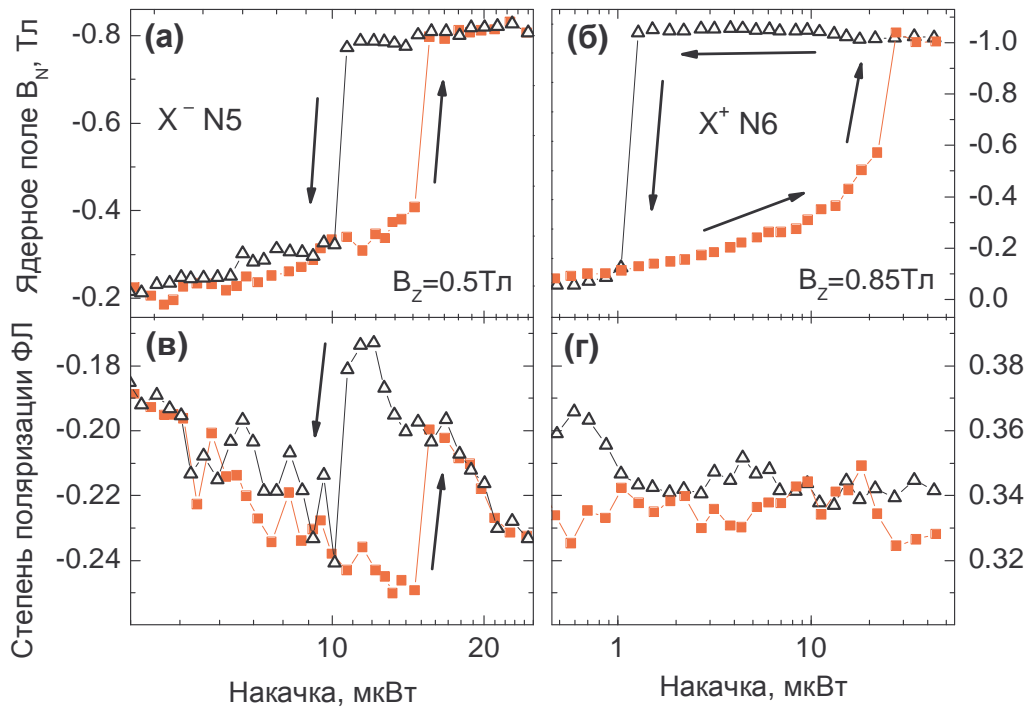 (а)
(б)
Ядерное поле B_N, Тл
-0.8
-0.6
-0.4
-0.2
X⁻ N5
B_Z=0.5Тл
X⁺ N6
B_Z=0.85Тл
-1.0
-0.8
-0.6
-0.4
-0.2
0.0
(в)
(г)
Степень поляризации ФЛ
-0.18
-0.20
-0.22
-0.24
0.38
0.36
0.34
0.32
10
20
1
10
Накачка, мкВт
Накачка, мкВт